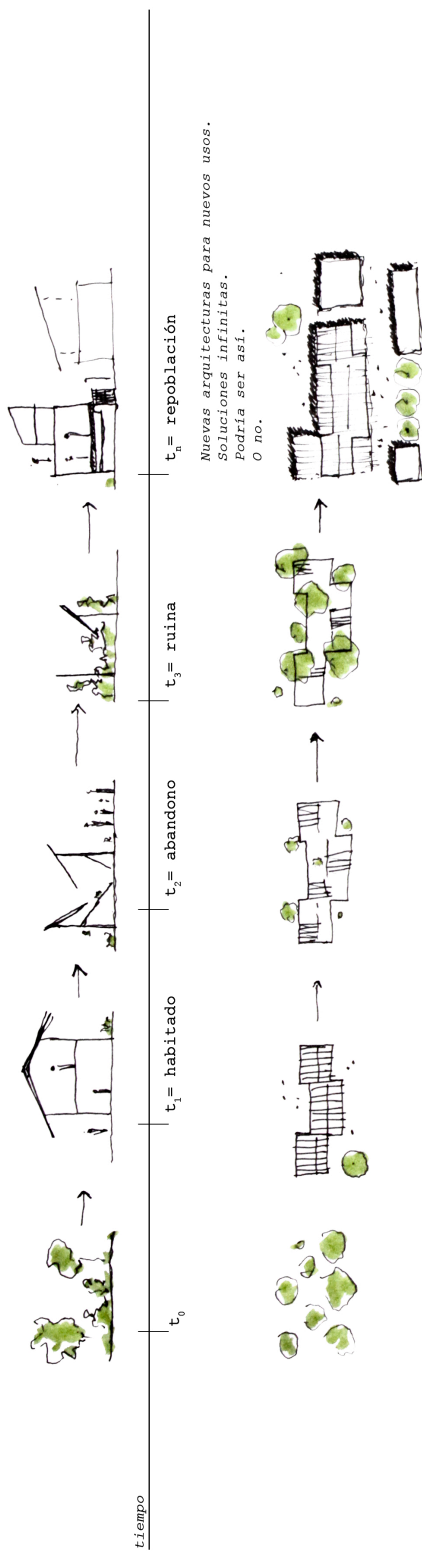 tiempo
t₀
t₁= habitado
t₂= abandono
t₃= ruina
tₙ= repoblación
Nuevas arquitecturas para nuevos usos.
Soluciones infinitas.
Podría ser así.
O no.